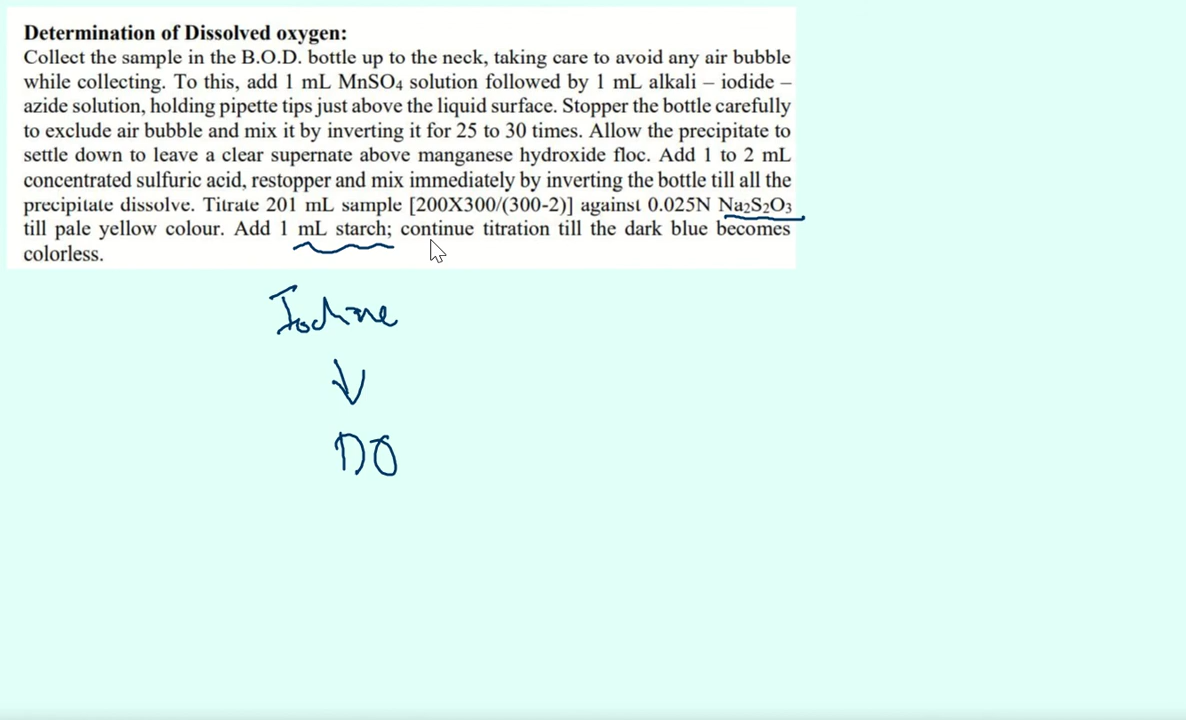 Determination of Dissolved oxygen:
Collect the sample in the B.O.D. bottle up to the neck, taking care to avoid any air bubble
while collecting. To this, add 1 mL MnSO₄ solution followed by 1 mL alkali – iodide –
azide solution, holding pipette tips just above the liquid surface. Stopper the bottle carefully
to exclude air bubble and mix it by inverting it for 25 to 30 times. Allow the precipitate to
settle down to leave a clear supernate above manganese hydroxide floc. Add 1 to 2 mL
concentrated sulfuric acid, restopper and mix immediately by inverting the bottle till all the
precipitate dissolve. Titrate 201 mL sample [200X300/(300-2)] against 0.025N Na₂S₂O₃
till pale yellow colour. Add 1 mL starch; continue titration till the dark blue becomes
colorless.
Iodine
DO